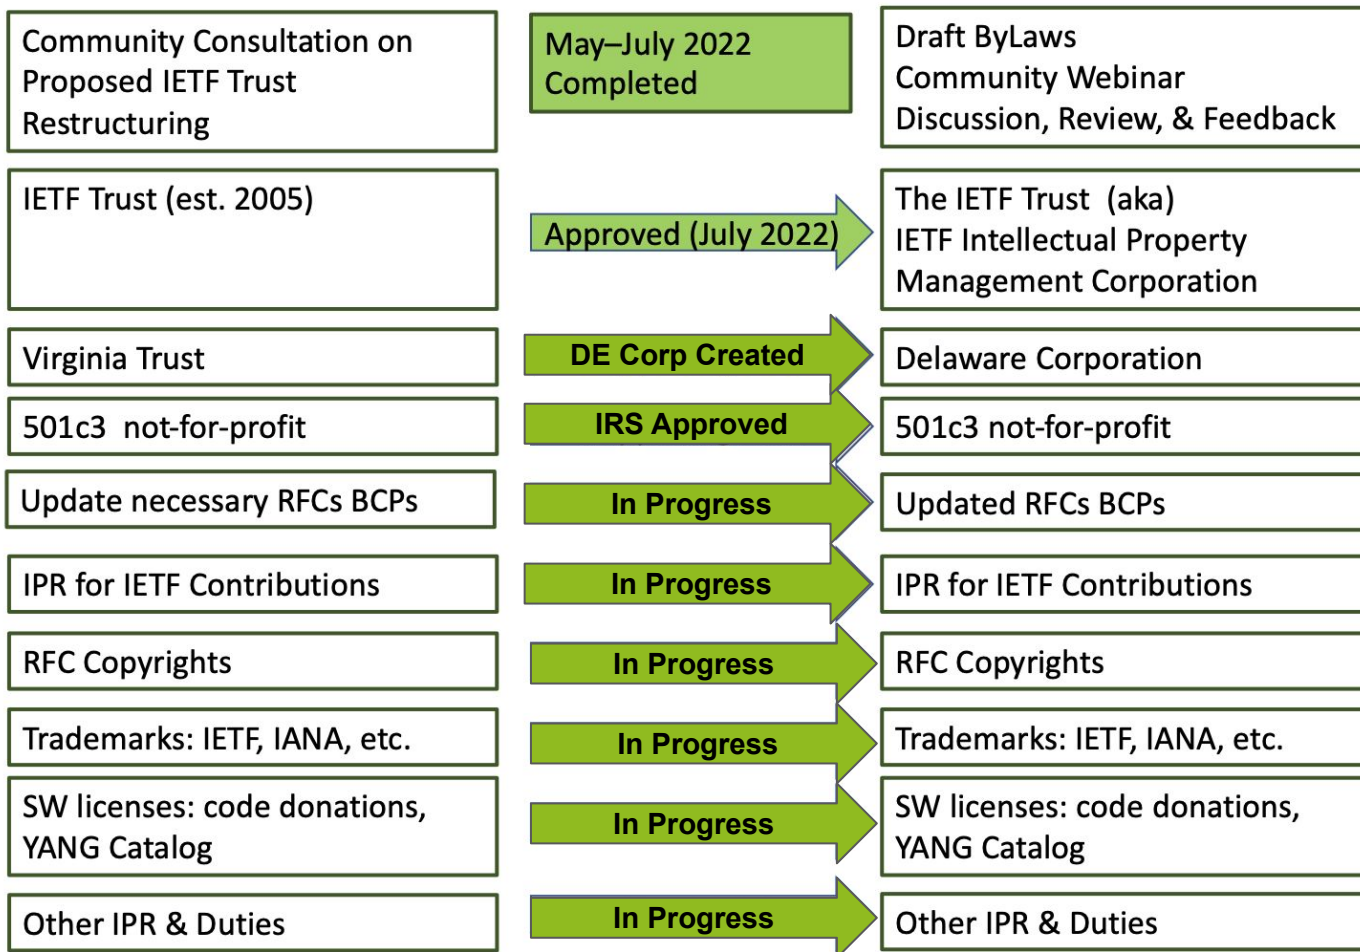 Community Consultation on
Proposed IETF Trust
Restructuring
May–July 2022
Completed
Draft ByLaws
Community Webinar
Discussion, Review, & Feedback
IETF Trust (est. 2005)
Approved (July 2022)
The IETF Trust (aka)
IETF Intellectual Property
Management Corporation
Virginia Trust
DE Corp Created
Delaware Corporation
501c3 not-for-profit
IRS Approved
501c3 not-for-profit
Update necessary RFCs BCPs
In Progress
Updated RFCs BCPs
IPR for IETF Contributions
In Progress
IPR for IETF Contributions
RFC Copyrights
In Progress
RFC Copyrights
Trademarks: IETF, IANA, etc.
In Progress
Trademarks: IETF, IANA, etc.
SW licenses: code donations,
YANG Catalog
In Progress
SW licenses: code donations,
YANG Catalog
Other IPR & Duties
In Progress
Other IPR & Duties